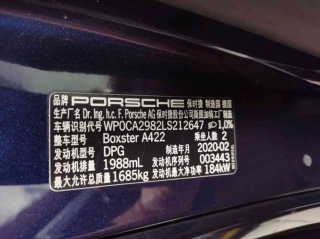 品牌 PORSCHE 保时捷 制造国 德国
生产厂名 Dr. Ing. h.c. F. Porsche AG 保时捷股份公司
车辆识别代号 WP0CA2982LS212647 1,0%
整车型号 Boxster A422 乘坐人数 2
发动机型号 DPG 制造年月 2020-02
发动机排量 1988mL 发动机序列号 003443
最大允许总质量 1685kg 发动机最大净功率 184kW